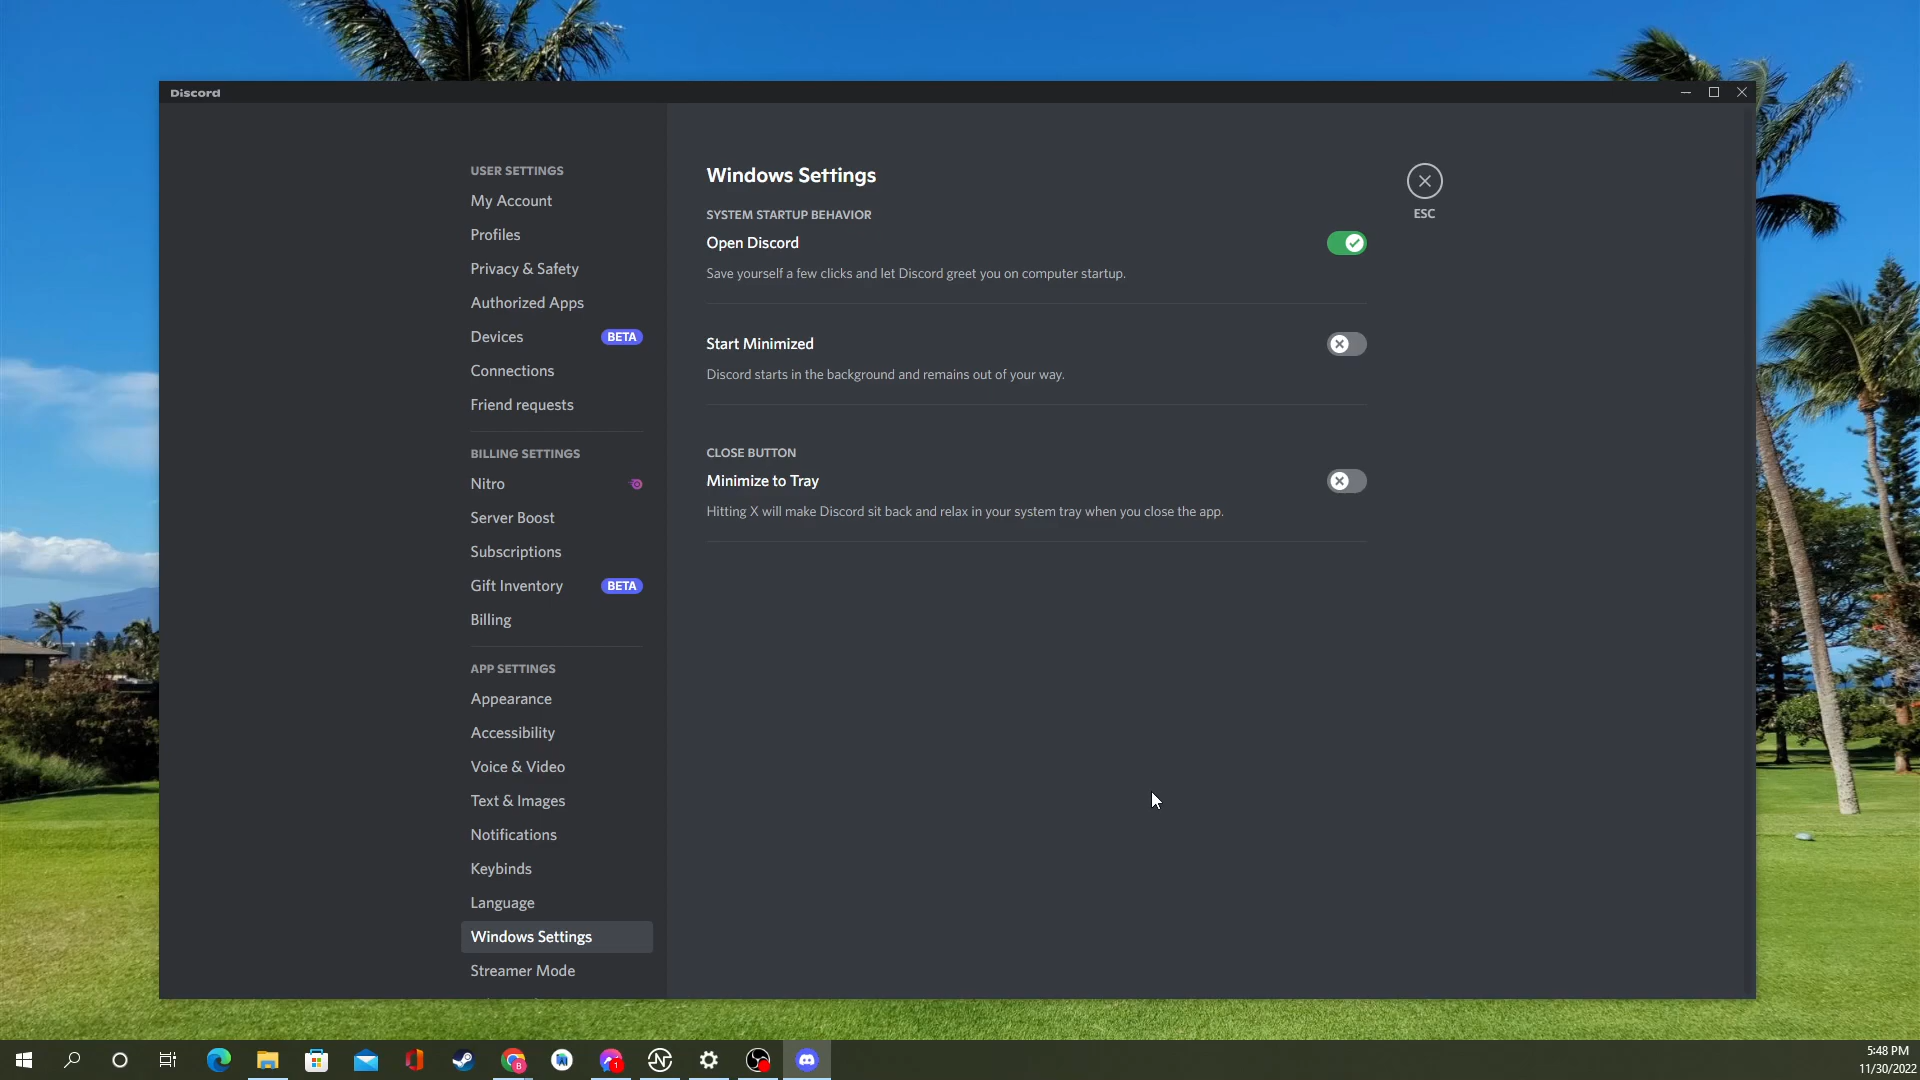 Discord
USER SETTINGS
My Account
Profiles
Privacy & Safety
Authorized Apps
Devices BETA
Connections
Friend requests
BILLING SETTINGS
Nitro
Server Boost
Subscriptions
Gift Inventory BETA
Billing
APP SETTINGS
Appearance
Accessibility
Voice & Video
Text & Images
Notifications
Keybinds
Language
Windows Settings
Streamer Mode
Windows Settings
SYSTEM STARTUP BEHAVIOR
Open Discord
Save yourself a few clicks and let Discord greet you on computer startup.
Start Minimized
Discord starts in the background and remains out of your way.
CLOSE BUTTON
Minimize to Tray
Hitting X will make Discord sit back and relax in your system tray when you close the app.
ESC
5:48 PM
11/30/2022